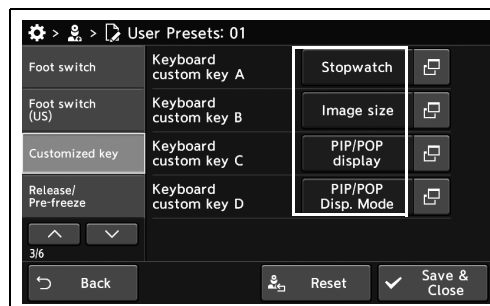 > > User Presets: 01
Foot switch
Keyboard
custom key A
Stopwatch
Foot switch
(US)
Keyboard
custom key B
Image size
Customized key
Keyboard
custom key C
PIP/POP
display
Release/
Pre-freeze
Keyboard
custom key D
PIP/POP
Disp. Mode
3/6
Back
Reset
Save &
Close